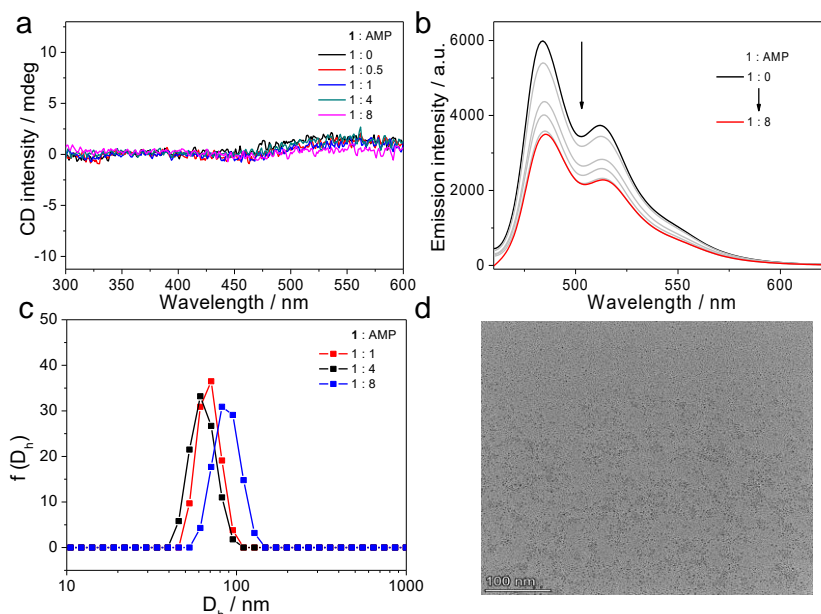 a
1 : AMP
1 : 0
1 : 0.5
1 : 1
1 : 4
1 : 8
CD intensity / mdeg
10
5
0
-5
-10
300 350 400 450 500 550 600
Wavelength / nm
b
1 : AMP
1 : 0
1 : 8
Emission intensity / a.u.
6000
4000
2000
0
500 550 600
Wavelength / nm
c
1 : AMP
1 : 1
1 : 4
1 : 8
f (Dh)
50
40
30
20
10
0
10 100 1000
Dh / nm
d
100 nm